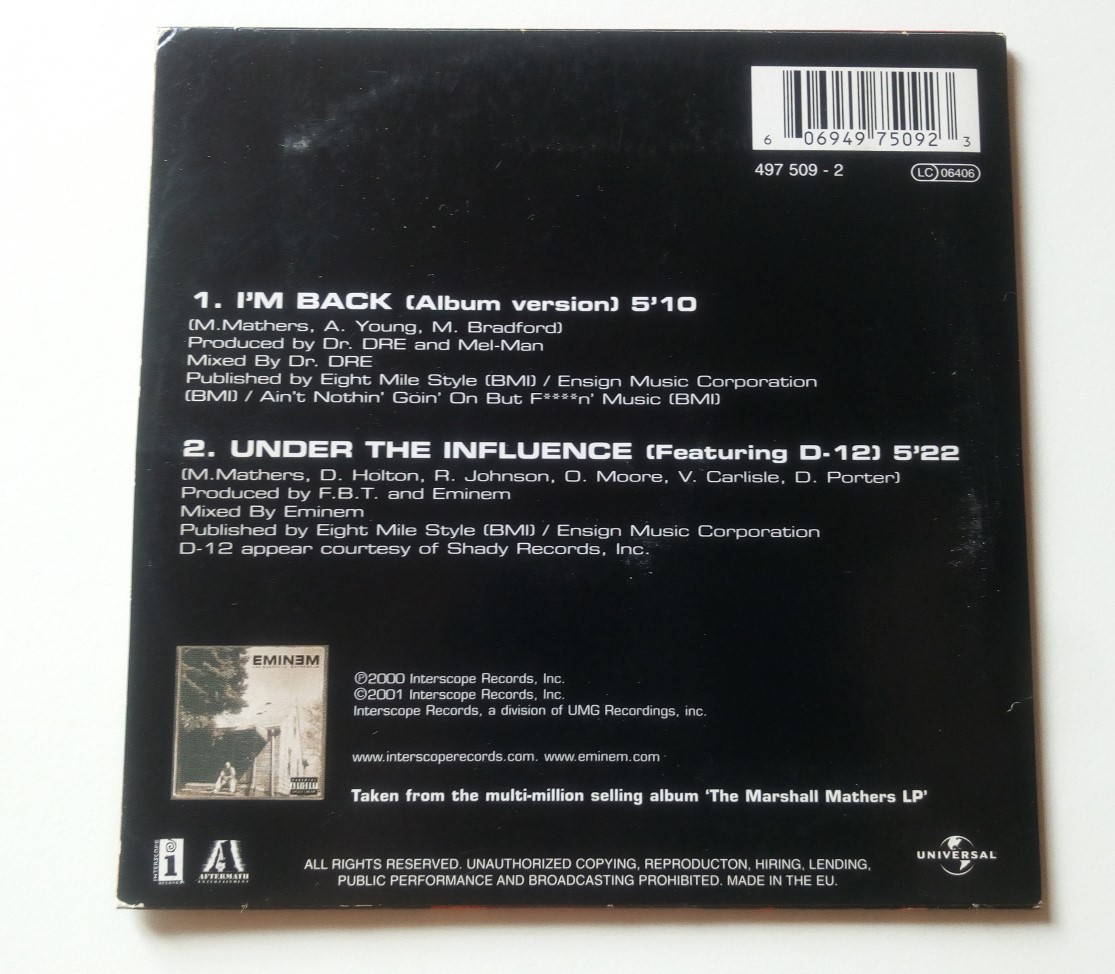 6 06949 75092 3
497 509 - 2
LC 06406
1. I'M BACK (Album version) 5'10
(M.Mathers, A. Young, M. Bradford)
Produced by Dr. DRE and Mel-Man
Mixed By Dr. DRE
Published by Eight Mile Style (BMI) / Ensign Music Corporation
(BMI) / Ain't Nothin' Goin' On But F****n' Music (BMI)
2. UNDER THE INFLUENCE (Featuring D-12) 5'22
(M.Mathers, D. Holton, R. Johnson, O. Moore, V. Carlisle, D. Porter)
Produced by F.B.T. and Eminem
Mixed By Eminem
Published by Eight Mile Style (BMI) / Ensign Music Corporation
D-12 appear courtesy of Shady Records, Inc.
EMINƎM
℗2000 Interscope Records, Inc.
©2001 Interscope Records, Inc.
Interscope Records, a division of UMG Recordings, inc.
www.interscoperecords.com. www.eminem.com
Taken from the multi-million selling album ‘The Marshall Mathers LP’
INTERSCOPE
RECORDS
AFTERMATH
ENTERTAINMENT
ALL RIGHTS RESERVED. UNAUTHORIZED COPYING, REPRODUCTON, HIRING, LENDING,
PUBLIC PERFORMANCE AND BROADCASTING PROHIBITED. MADE IN THE EU.
UNIVERSAL